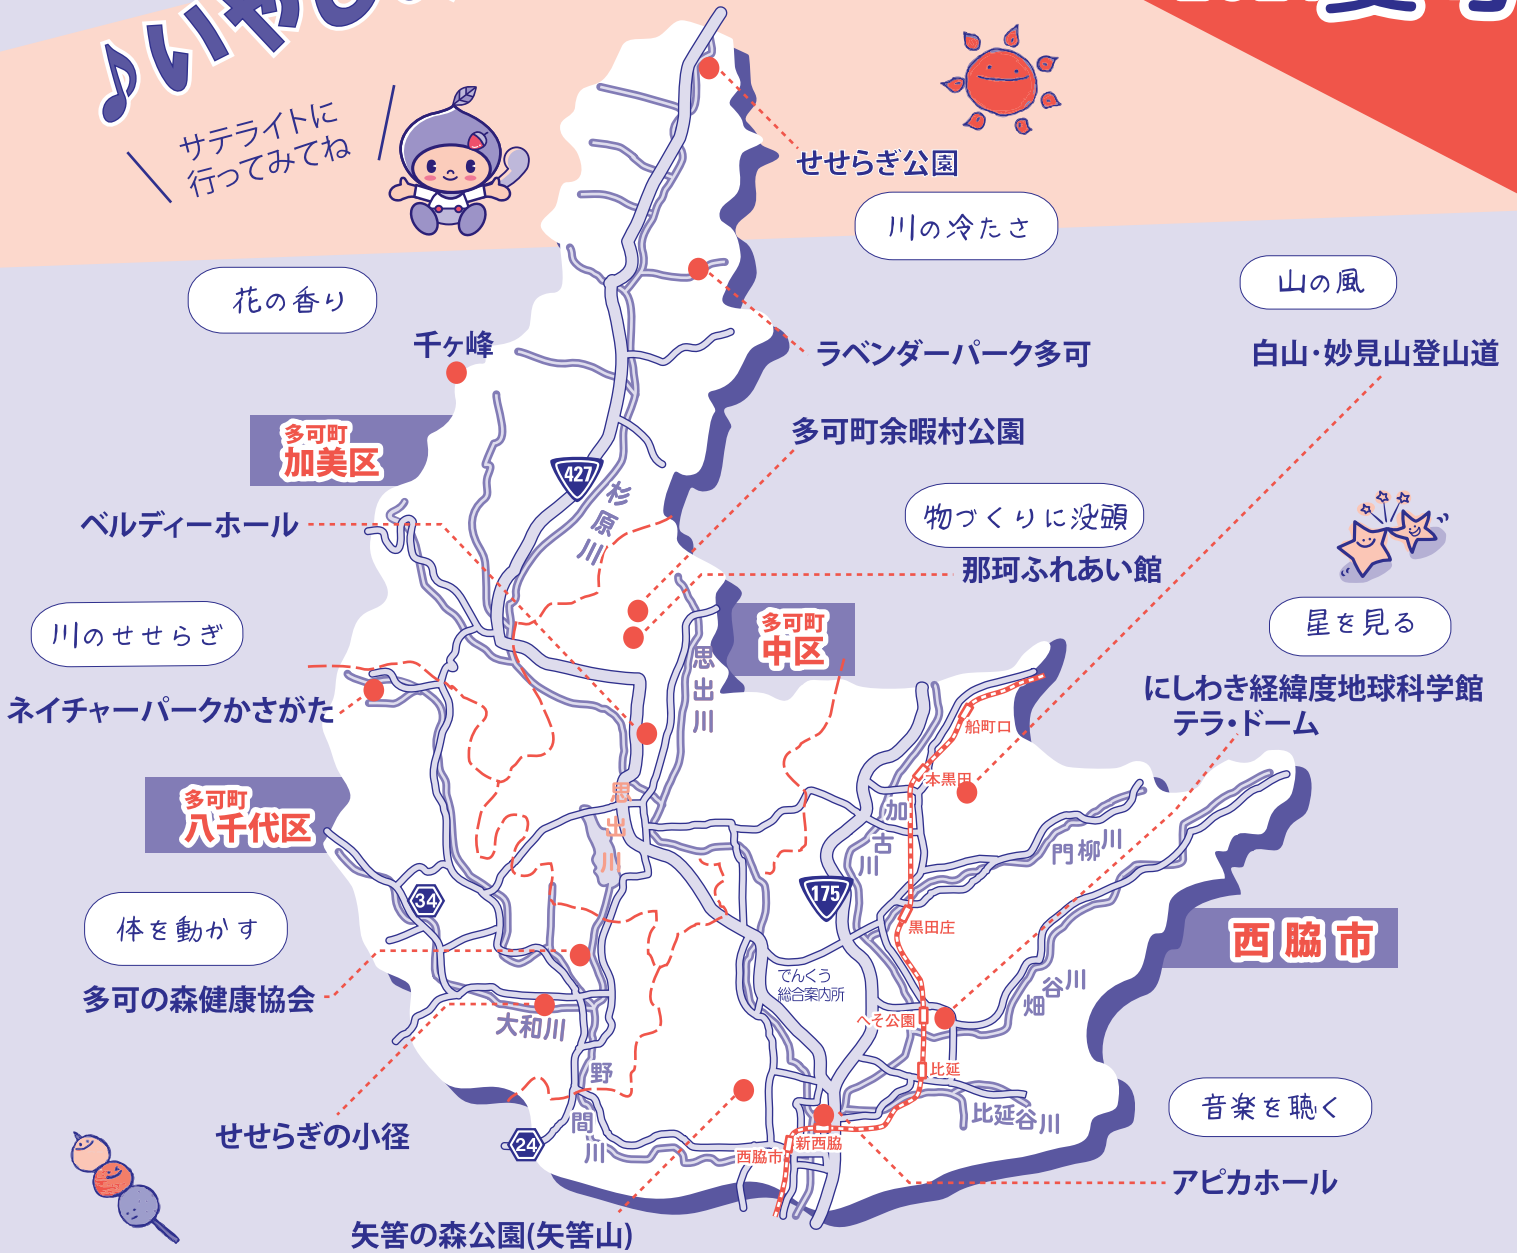 ♪いやし
サテライトに
行ってみてね
せせらぎ公園
川の冷たさ
花の香り
山の風
千ヶ峰
ラベンダーパーク多可
白山・妙見山登山道
多可町
加美区
多可町余暇村公園
427
杉原川
ベルディーホール
物づくりに没頭
那珂ふれあい館
川のせせらぎ
多可町
中区
星を見る
思出川
ネイチャーパークかさがた
にしわき経緯度地球科学館
テラ・ドーム
船町口
本黒田
多可町
八千代区
思出川
加古川
門柳川
34
175
体を動かす
黒田庄
西脇市
でんくう
総合案内所
多可の森健康協会
畑谷川
へそ公園
大和川
野間川
比延
比延谷川
音楽を聴く
せせらぎの小径
24
新西脇
西脇市
アピカホール
矢筈の森公園(矢筈山)